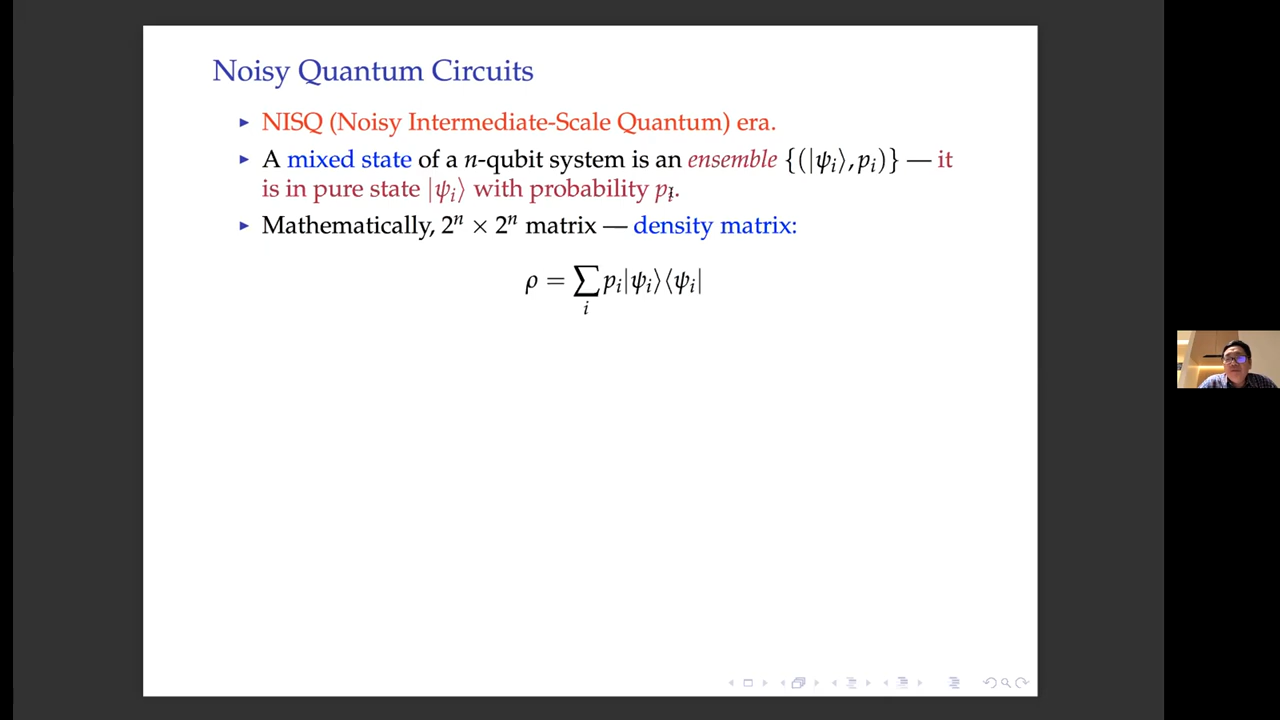 Noisy Quantum Circuits
▶ NISQ (Noisy Intermediate-Scale Quantum) era.
▶ A mixed state of a n-qubit system is an ensemble {(|ψᵢ⟩, pᵢ)} — it
is in pure state |ψᵢ⟩ with probability pᵢ.
▶ Mathematically, 2ⁿ × 2ⁿ matrix — density matrix:
ρ = ∑ᵢ pᵢ|ψᵢ⟩⟨ψᵢ|